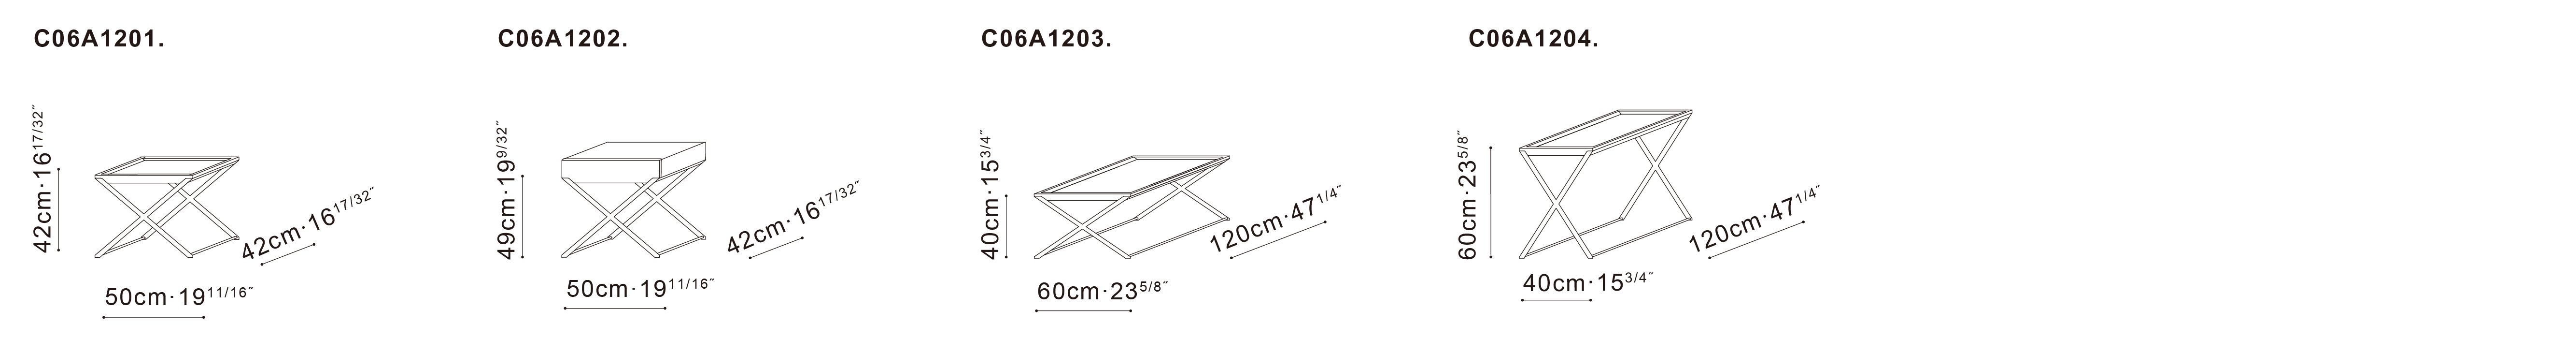 C06A1201.
42cm·16 17/32″
42cm·16 17/32″
50cm·19 11/16″
C06A1202.
49cm·19 9/32″
42cm·16 17/32″
50cm·19 11/16″
C06A1203.
40cm·15 3/4″
120cm·47 1/4″
60cm·23 5/8″
C06A1204.
60cm·23 5/8″
120cm·47 1/4″
40cm·15 3/4″